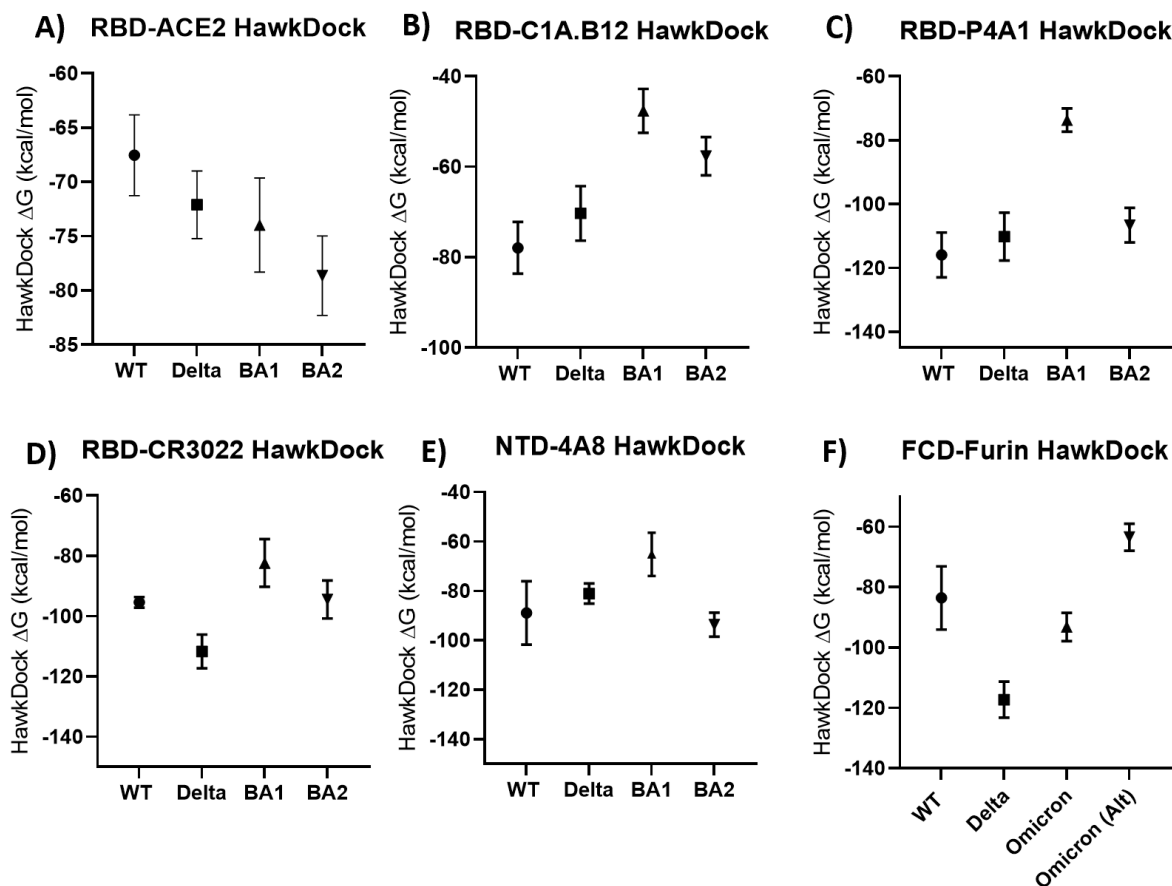 A) RBD-ACE2 HawkDock
HawkDock ΔG (kcal/mol)
-60
-65
-70
-75
-80
-85
WT Delta BA1 BA2
B) RBD-C1A.B12 HawkDock
HawkDock ΔG (kcal/mol)
-40
-60
-80
-100
WT Delta BA1 BA2
C) RBD-P4A1 HawkDock
HawkDock ΔG (kcal/mol)
-60
-80
-100
-120
-140
WT Delta BA1 BA2
D) RBD-CR3022 HawkDock
HawkDock ΔG (kcal/mol)
-60
-80
-100
-120
-140
WT Delta BA1 BA2
E) NTD-4A8 HawkDock
HawkDock ΔG (kcal/mol)
-40
-60
-80
-100
-120
-140
WT Delta BA1 BA2
F) FCD-Furin HawkDock
HawkDock ΔG (kcal/mol)
-60
-80
-100
-120
-140
WT
Delta
Omicron
Omicron (Alt)